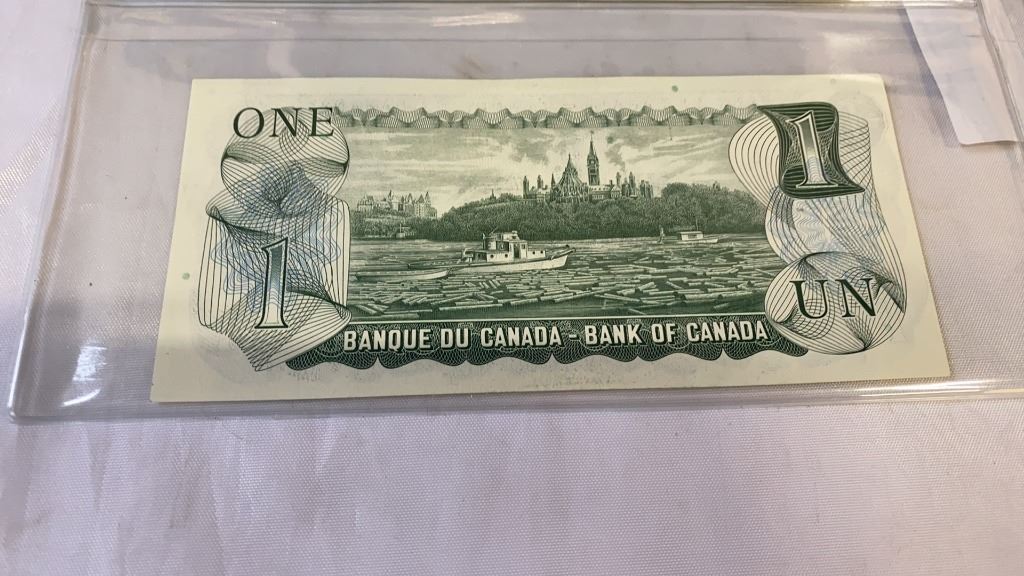 ONE
1
1
UN
BANQUE DU CANADA - BANK OF CANADA